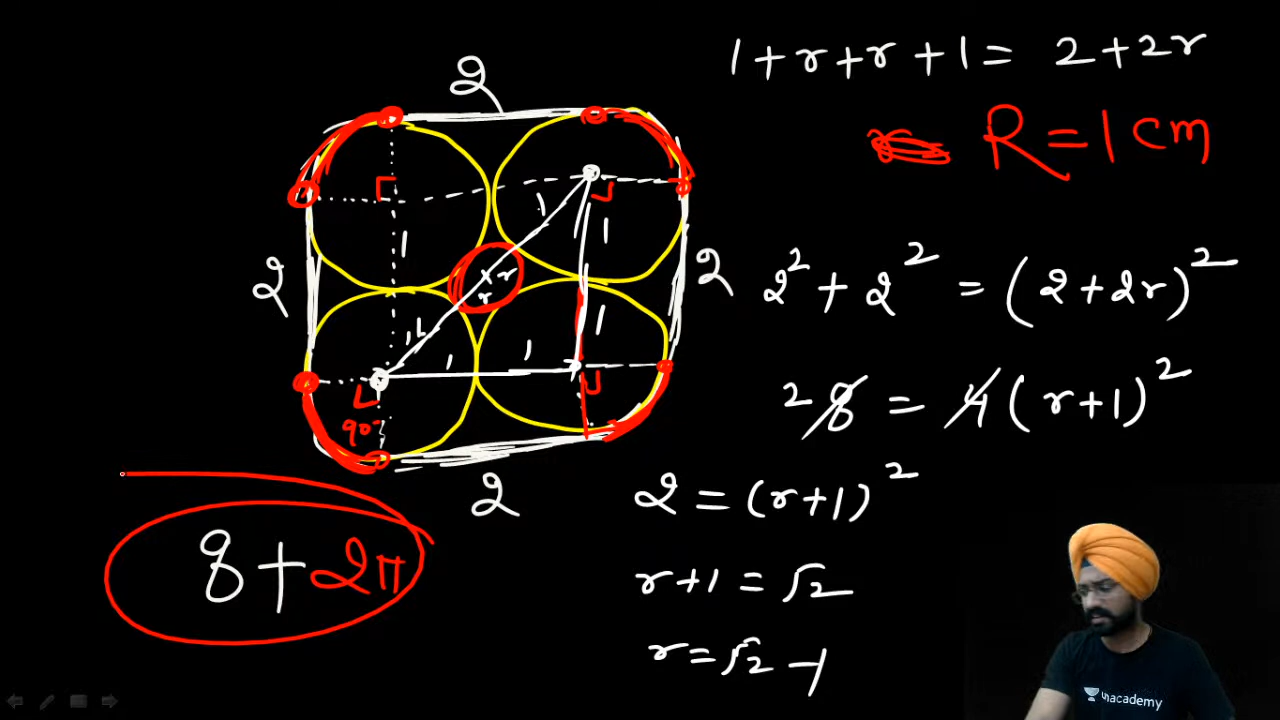 1+r+r+1= 2+2r
R=1cm
2
2
2
2
1
1
1
1
1
1
1
r
r
90°
2² + 2² = (2+2r)²
2 8 = 4(r+1)²
2 = (r+1)²
r+1 = √2
r = √2 -1
8+2π
unacademy